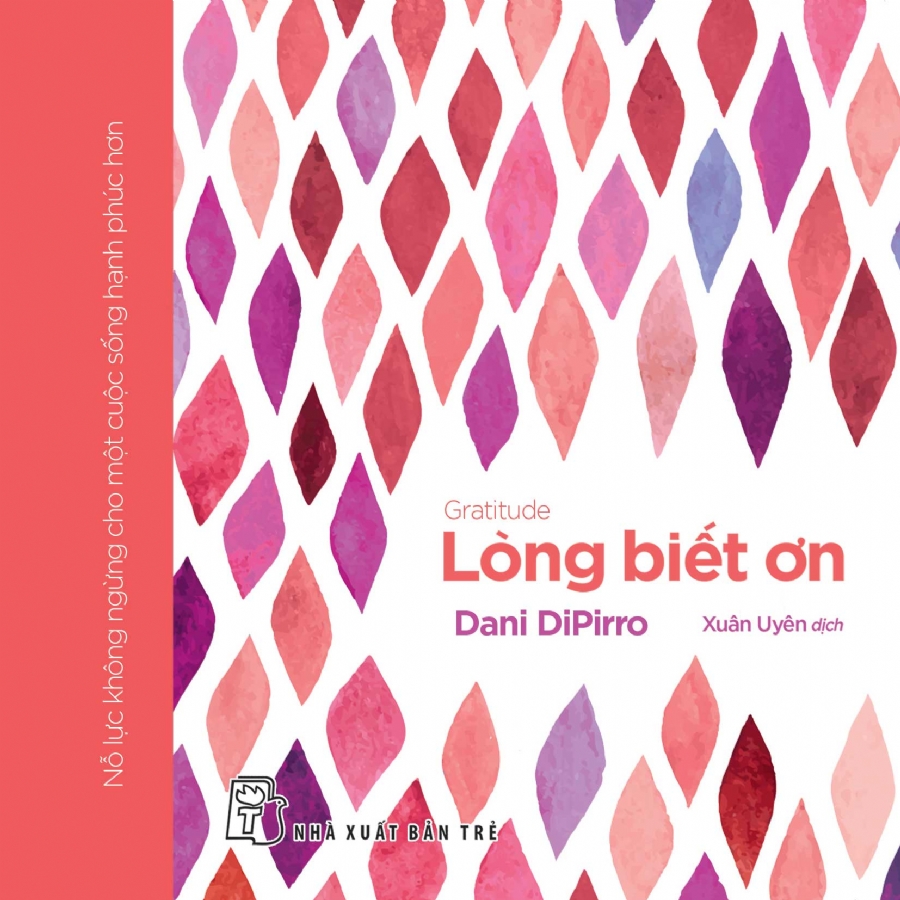 Nỗ lực không ngừng cho một cuộc sống hạnh phúc hơn
Gratitude
Lòng biết ơn
Dani DiPirro
Xuân Uyên dịch
NHÀ XUẤT BẢN TRẺ